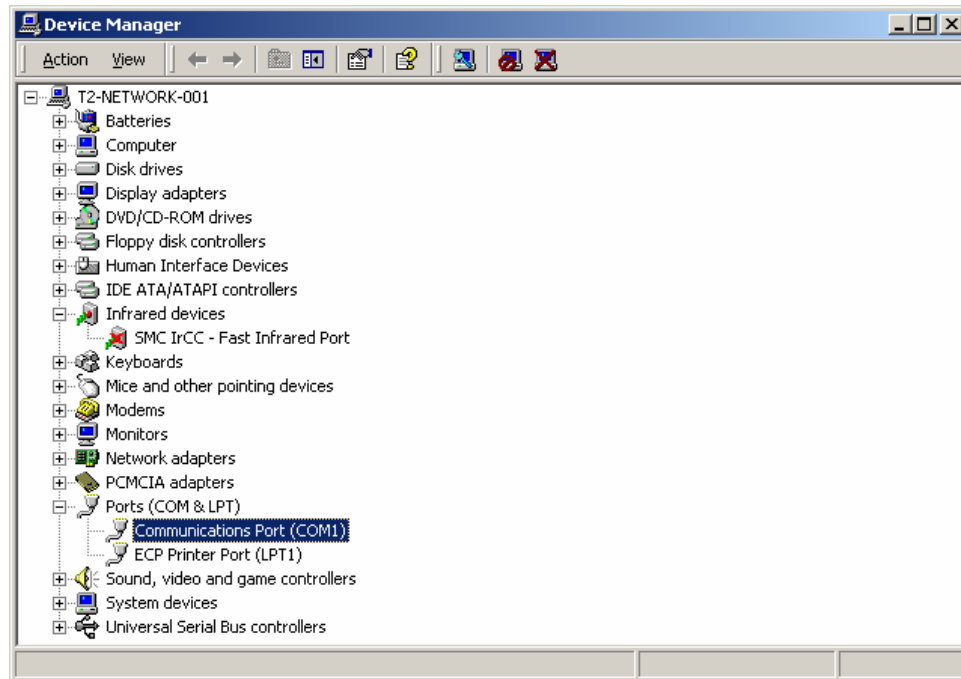 Device Manager
Action View
T2-NETWORK-001
Batteries
Computer
Disk drives
Display adapters
DVD/CD-ROM drives
Floppy disk controllers
Human Interface Devices
IDE ATA/ATAPI controllers
Infrared devices
SMC IrCC - Fast Infrared Port
Keyboards
Mice and other pointing devices
Modems
Monitors
Network adapters
PCMCIA adapters
Ports (COM & LPT)
Communications Port (COM1)
ECP Printer Port (LPT1)
Sound, video and game controllers
System devices
Universal Serial Bus controllers